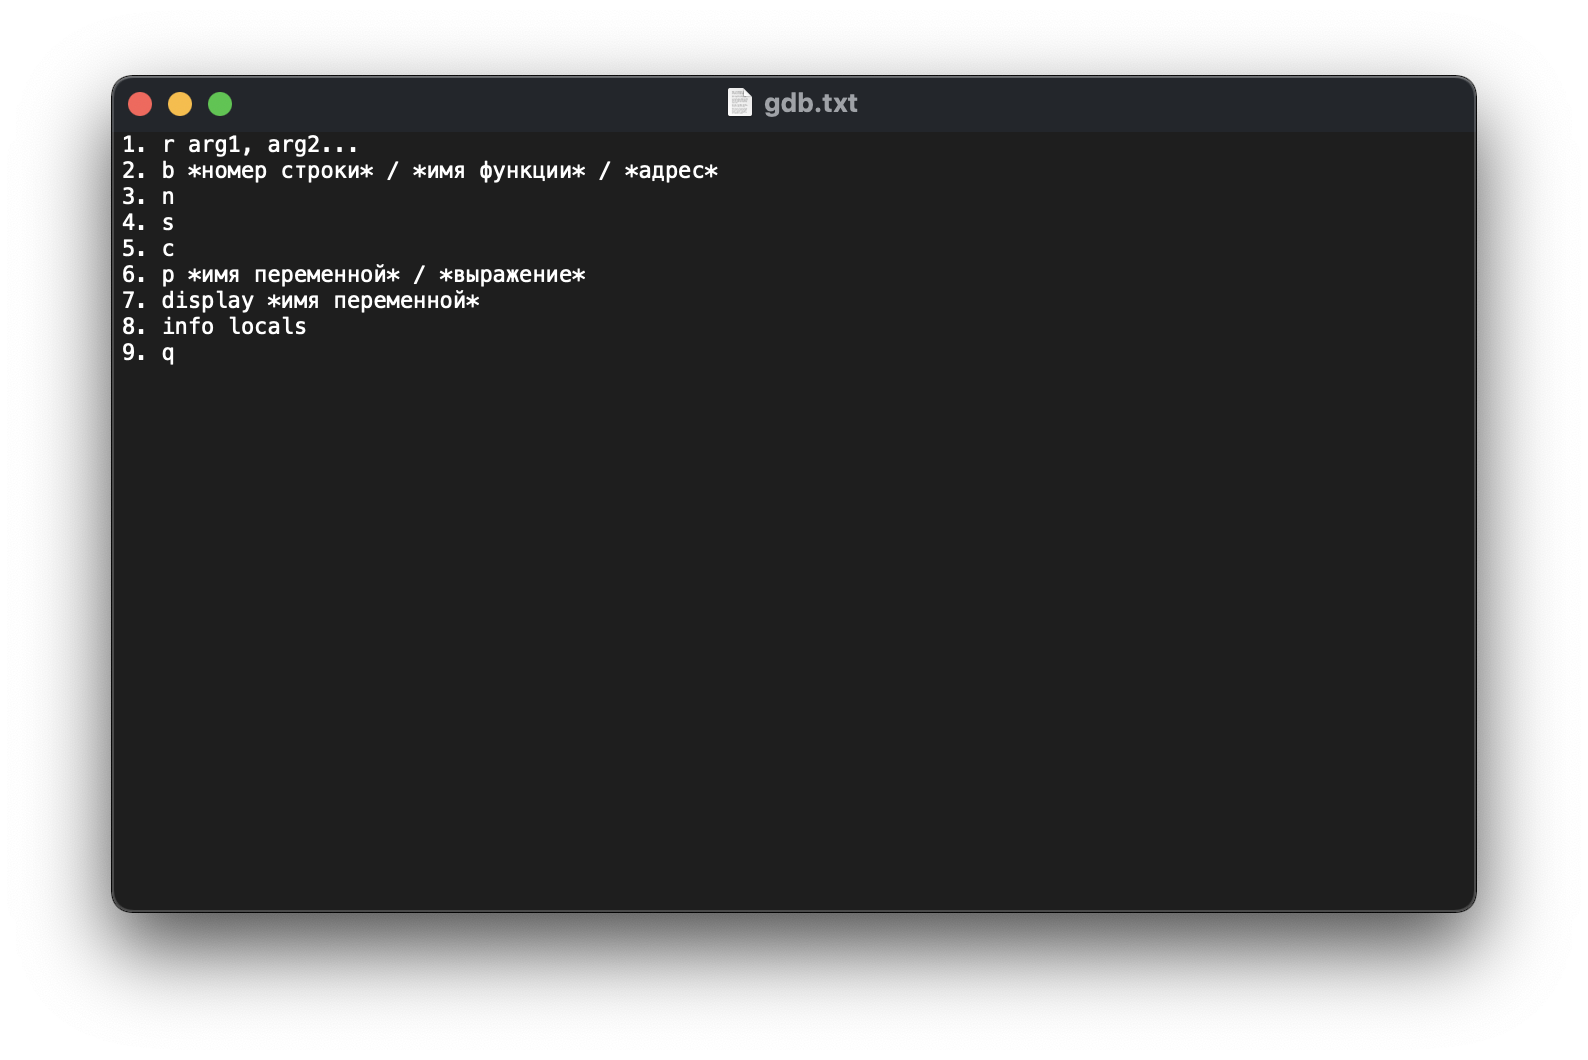 gdb.txt
1. r arg1, arg2...
2. b *номер строки* / *имя функции* / *адрес*
3. n
4. s
5. c
6. p *имя переменной* / *выражение*
7. display *имя переменной*
8. info locals
9. q